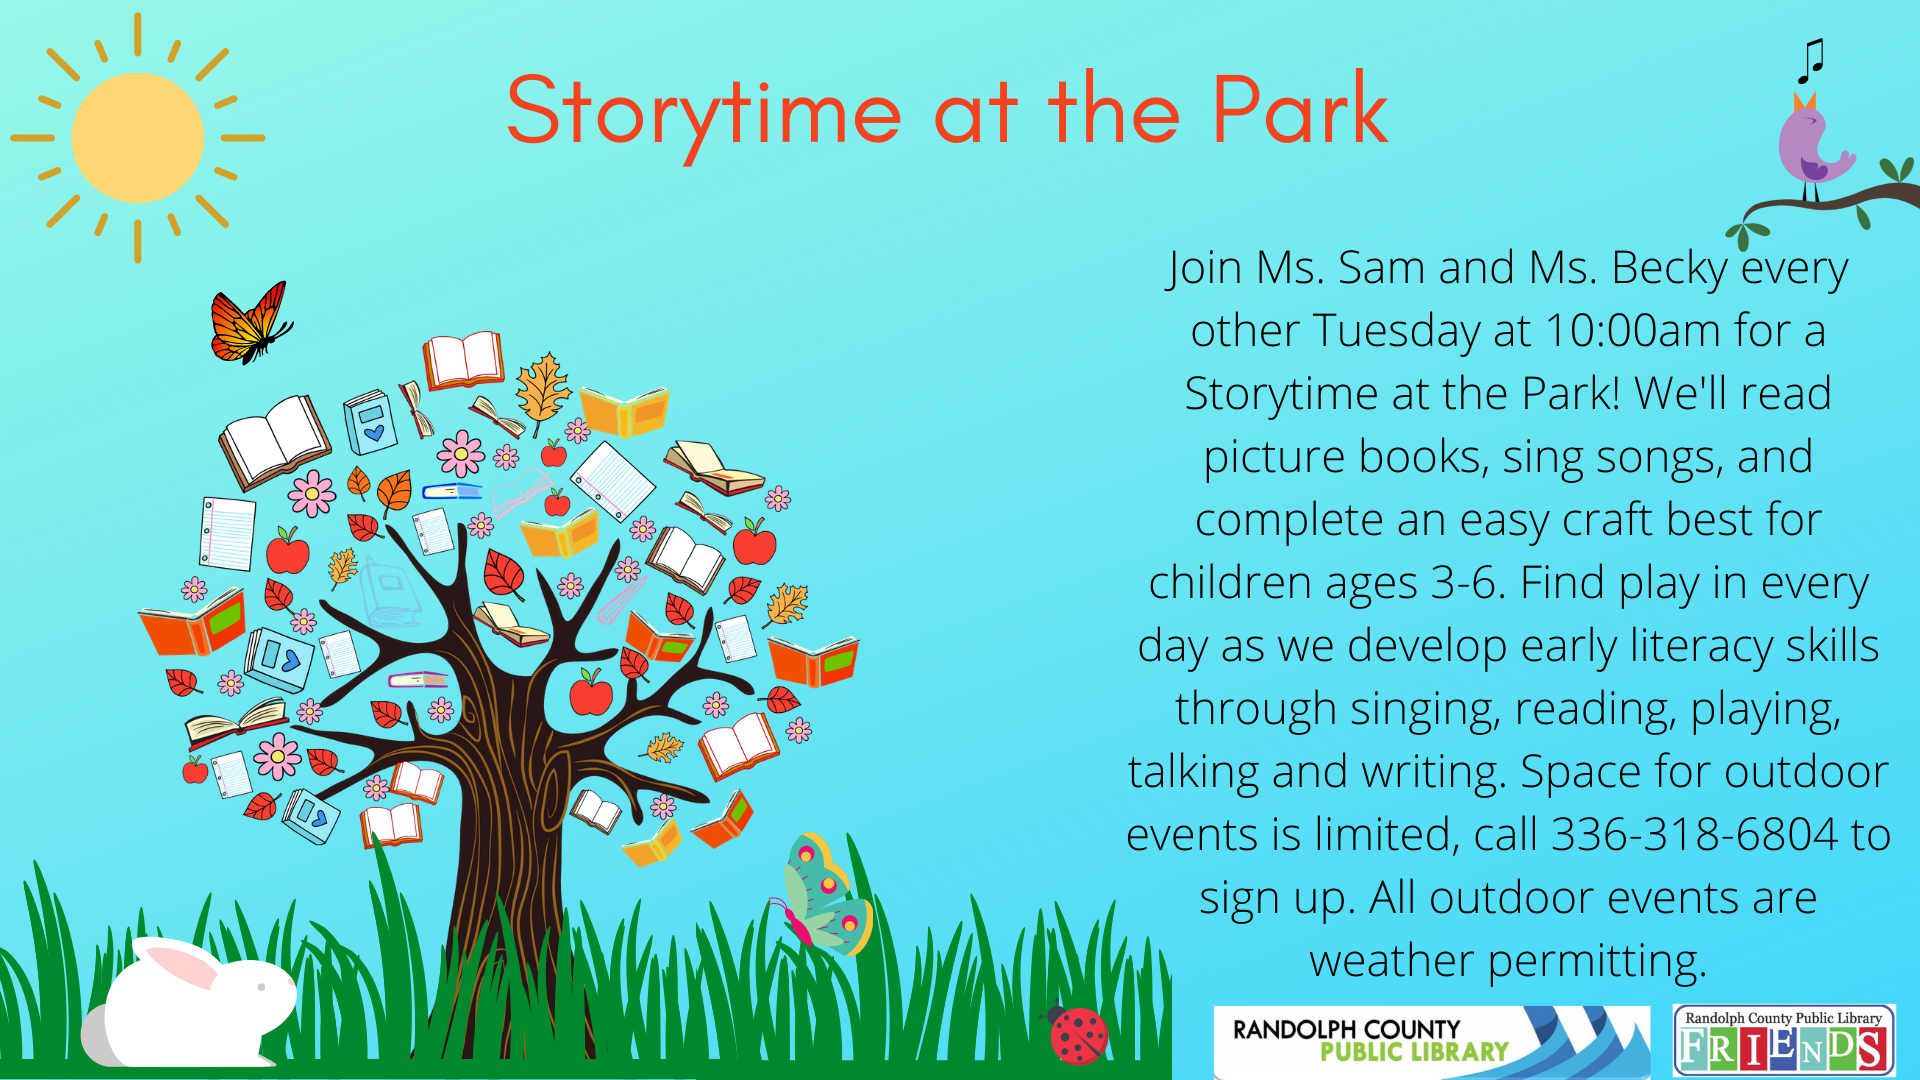 Storytime at the Park
Join Ms. Sam and Ms. Becky every
other Tuesday at 10:00am for a
Storytime at the Park! We'll read
picture books, sing songs, and
complete an easy craft best for
children ages 3-6. Find play in every
day as we develop early literacy skills
through singing, reading, playing,
talking and writing. Space for outdoor
events is limited, call 336-318-6804 to
sign up. All outdoor events are
weather permitting.
RANDOLPH COUNTY
PUBLIC LIBRARY
Randolph County Public Library
FRIENDS